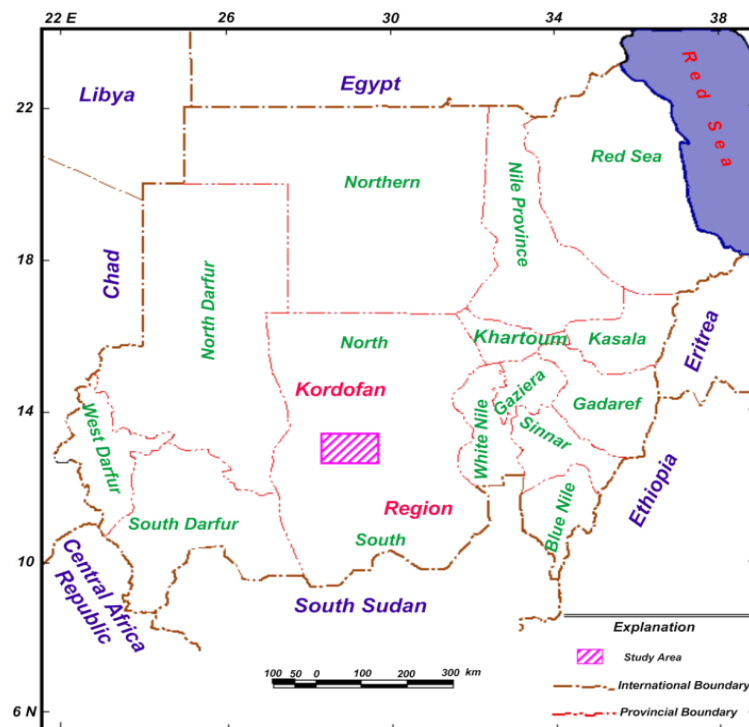 22 E 26 30 34 38
Libya
Egypt
Red Sea
22
Red Sea
Northern
Nile Province
18
Chad
North Darfur
North
Khartoum
Kasala
Eritrea
Kordofan
Gaziera
Gadaref
14
West Darfur
White Nile
Sinnar
Ethiopia
Region
South Darfur
South
Blue Nile
10
Central Africa
Republic
South Sudan
Explanation
Study Area
100 50 0 100 200 300 km
International Boundary
6 N
Provincial Boundary